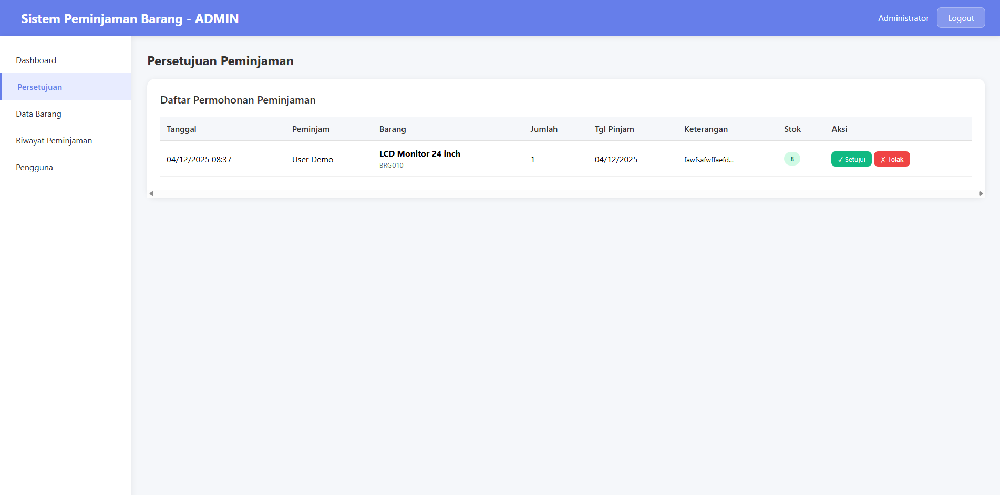 Sistem Peminjaman Barang - ADMIN
Administrator
Logout
Dashboard
Persetujuan
Data Barang
Riwayat Peminjaman
Pengguna
Persetujuan Peminjaman
Daftar Permohonan Peminjaman
Tanggal Peminjam Barang Jumlah Tgl Pinjam Keterangan Stok Aksi
04/12/2025 08:37 User Demo LCD Monitor 24 inch 1 04/12/2025 fawfsafwffaefd... 8 ✓ Setujui ✗ Tolak
BRG010